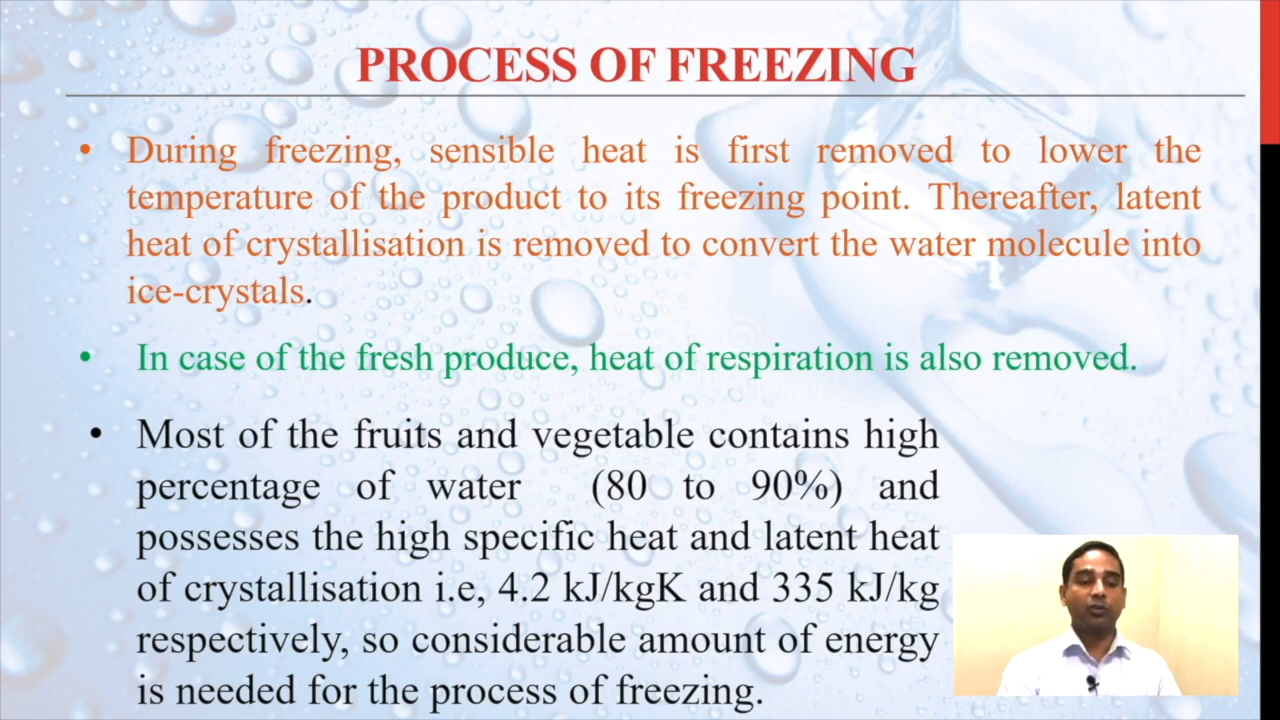 PROCESS OF FREEZING
• During freezing, sensible heat is first removed to lower the
temperature of the product to its freezing point. Thereafter, latent
heat of crystallisation is removed to convert the water molecule into
ice-crystals.
• In case of the fresh produce, heat of respiration is also removed.
• Most of the fruits and vegetable contains high
percentage of water (80 to 90%) and
possesses the high specific heat and latent heat
of crystallisation i.e, 4.2 kJ/kgK and 335 kJ/kg
respectively, so considerable amount of energy
is needed for the process of freezing.